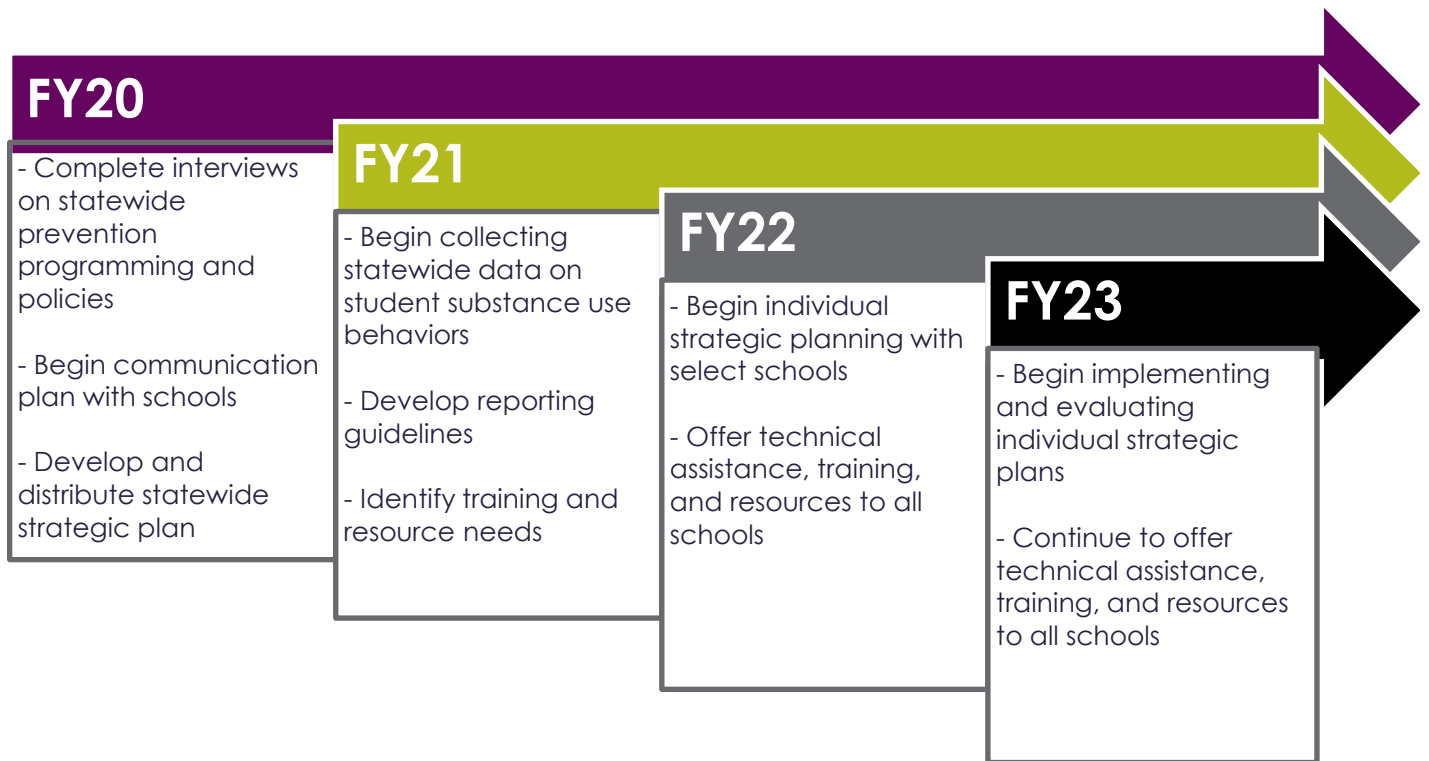 FY20
- Complete interviews
on statewide
prevention
programming and
policies
- Begin communication
plan with schools
- Develop and
distribute statewide
strategic plan
FY21
- Begin collecting
statewide data on
student substance use
behaviors
- Develop reporting
guidelines
- Identify training and
resource needs
FY22
- Begin individual
strategic planning with
select schools
- Offer technical
assistance, training,
and resources to all
schools
FY23
- Begin implementing
and evaluating
individual strategic
plans
- Continue to offer
technical assistance,
training, and resources
to all schools